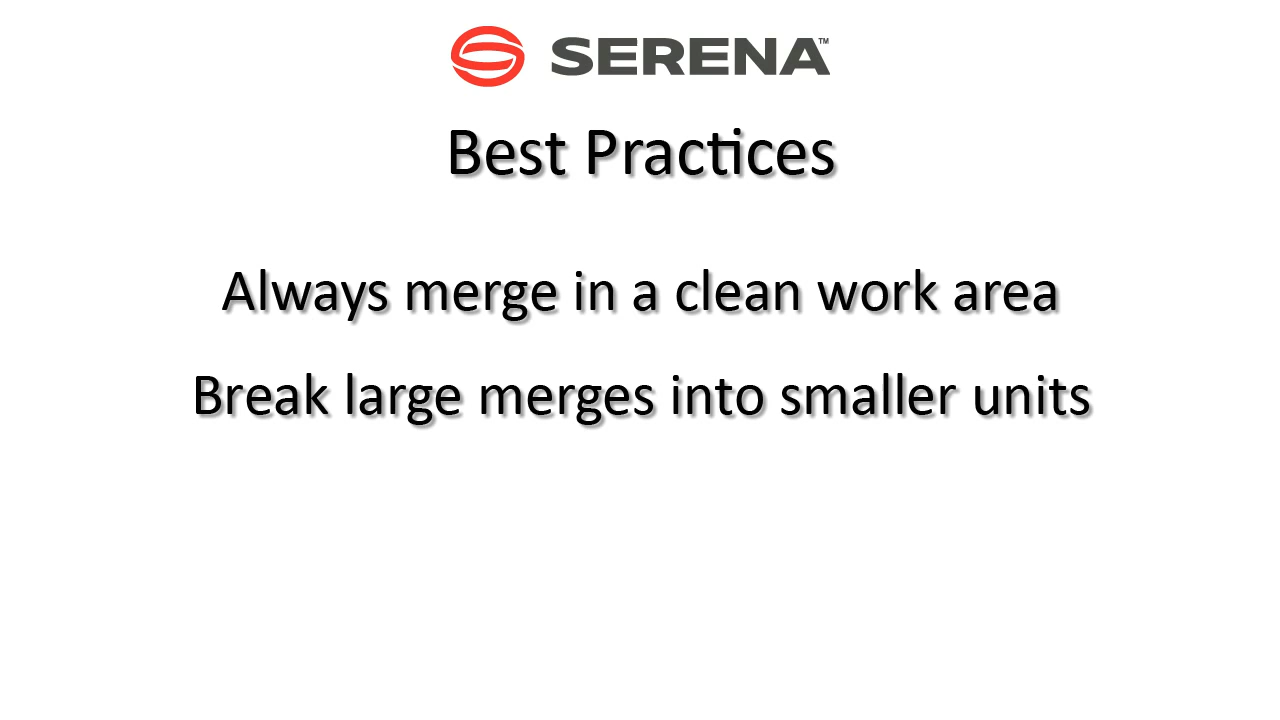 SERENA™
Best Practices
Always merge in a clean work area
Break large merges into smaller units